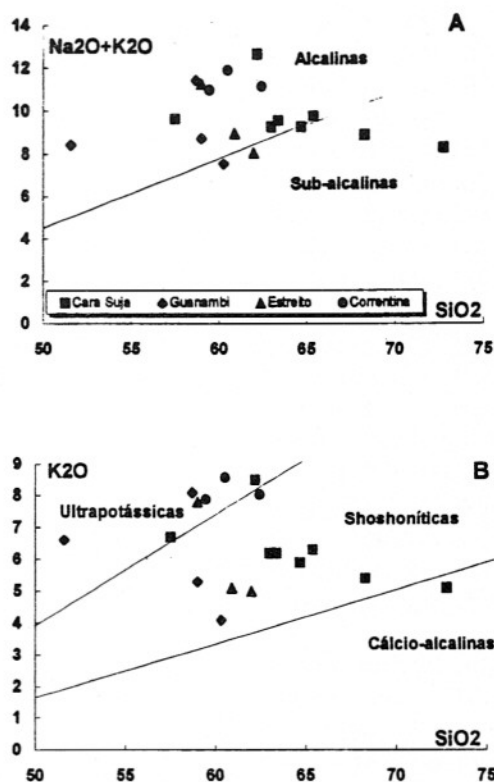 A
Na2O+K2O
14
12
10
8
6
4
2
0
Alcalinas
Sub-alcalinas
Cara Suja Guanambi Estreito Correntina
SiO2
50 55 60 65 70 75
B
K2O
9
8
7
6
5
4
3
2
1
0
Ultrapotássicas
Shoshoníticas
Cálcio-alcalinas
SiO2
50 55 60 65 70 75